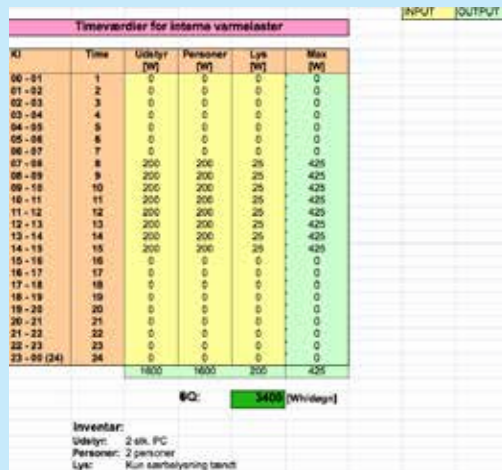 INPUT OUTPUT
Timeværdier for interne varmelaster
Kl Time Udstyr Personer Lys Max
[W] [W] [W] [W]
00 - 01 1 0 0 0 0
01 - 02 2 0 0 0 0
02 - 03 3 0 0 0 0
03 - 04 4 0 0 0 0
04 - 05 5 0 0 0 0
05 - 06 6 0 0 0 0
06 - 07 7 0 0 0 0
07 - 08 8 200 200 25 425
08 - 09 9 200 200 25 425
09 - 10 10 200 200 25 425
10 - 11 11 200 200 25 425
11 - 12 12 200 200 25 425
12 - 13 13 200 200 25 425
13 - 14 14 200 200 25 425
14 - 15 15 200 200 25 425
15 - 16 16 0 0 0 0
16 - 17 17 0 0 0 0
17 - 18 18 0 0 0 0
18 - 19 19 0 0 0 0
19 - 20 20 0 0 0 0
20 - 21 21 0 0 0 0
21 - 22 22 0 0 0 0
22 - 23 23 0 0 0 0
23 - 00 (24) 24 0 0 0 0
1600 1600 200 425
3400 [Wh/døgn]
Inventar:
Udstyr: 2 stk. PC
Personer: 2 personer
Lys: Kun særbelysning tændt